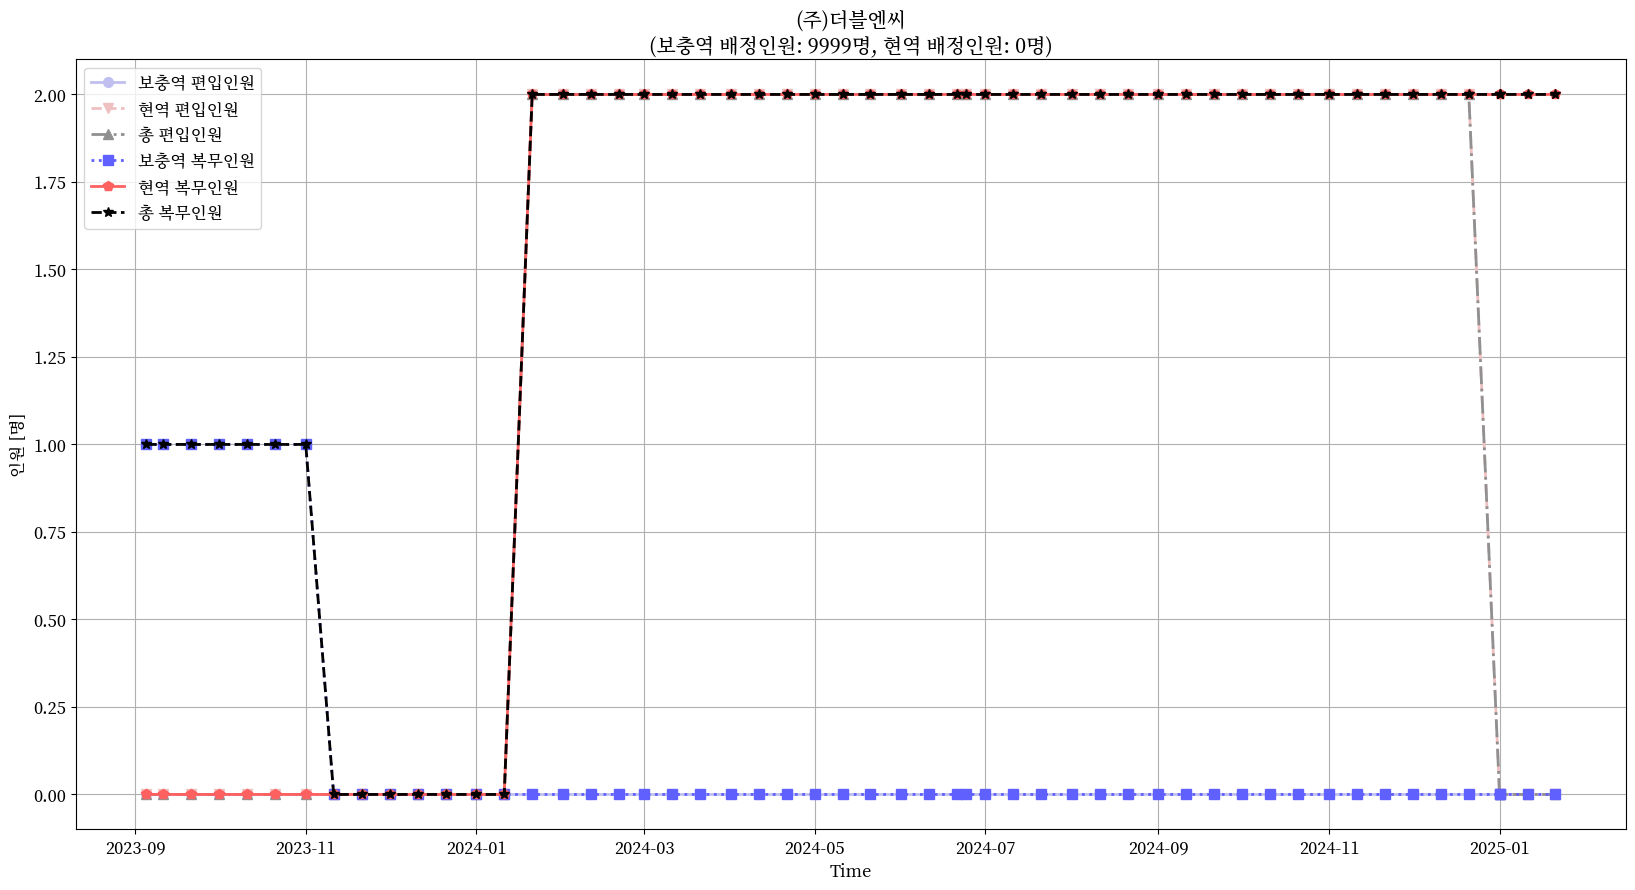 (주)더블엔씨
(보충역 배정인원: 9999명, 현역 배정인원: 0명)
보충역 편입인원
현역 편입인원
총 편입인원
보충역 복무인원
현역 복무인원
총 복무인원
2.00
1.75
1.50
1.25
1.00
0.75
0.50
0.25
0.00
인원 [명]
2023-09 2023-11 2024-01 2024-03 2024-05 2024-07 2024-09 2024-11 2025-01
Time